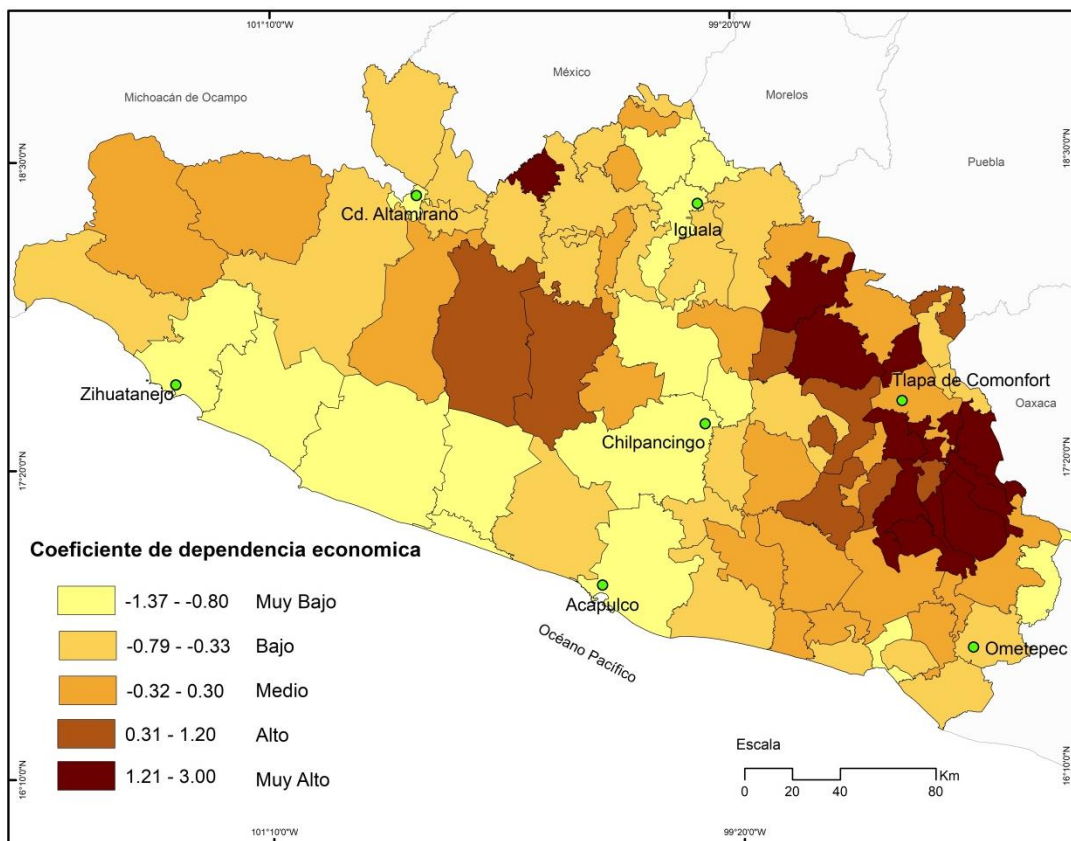 101°10'0"W
99°20'0"W
México
Morelos
Michoacán de Ocampo
Puebla
18°30'0"N
18°30'0"N
Cd. Altamirano
Iguala
Tlapa de Comonfort
Zihuatanejo
Oaxaca
Chilpancingo
17°20'0"N
17°20'0"N
Coeficiente de dependencia economica
-1.37 - -0.80 Muy Bajo
Acapulco
-0.79 - -0.33 Bajo
Océano Pacífico
Ometepec
-0.32 - 0.30 Medio
0.31 - 1.20 Alto
Escala
1.21 - 3.00 Muy Alto
Km
0 20 40 80
16°10'0"N
16°10'0"N
101°10'0"W
99°20'0"W